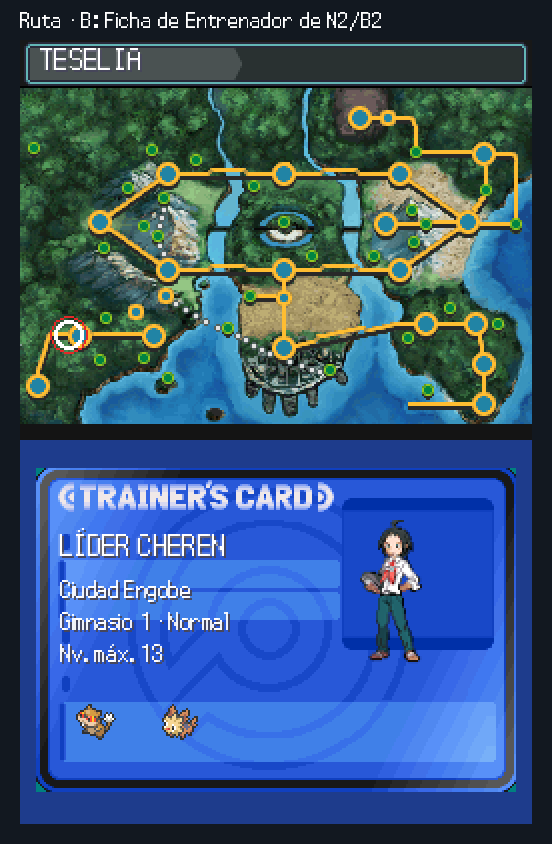 Ruta · B: Ficha de Entrenador de N2/B2
TESELIA
TRAINER'S CARD
LÍDER CHEREN
Ciudad Engobe
Gimnasio 1 · Normal
Nv. máx. 13